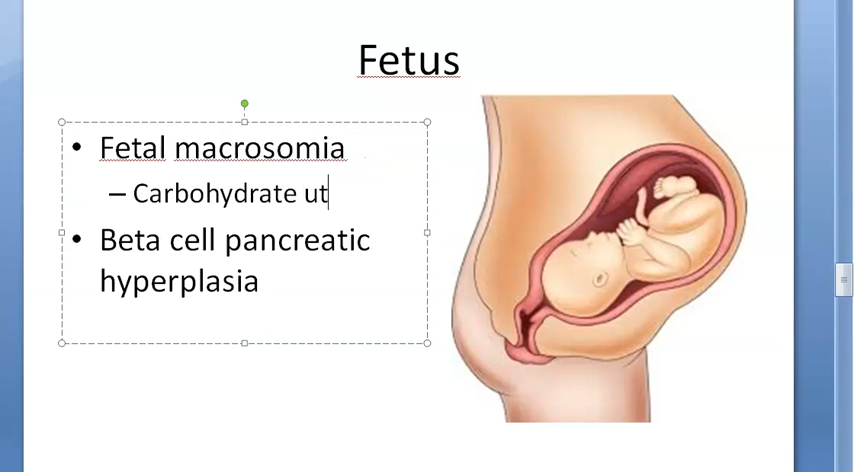 Fetus
• Fetal macrosomia
– Carbohydrate ut
• Beta cell pancreatic
hyperplasia